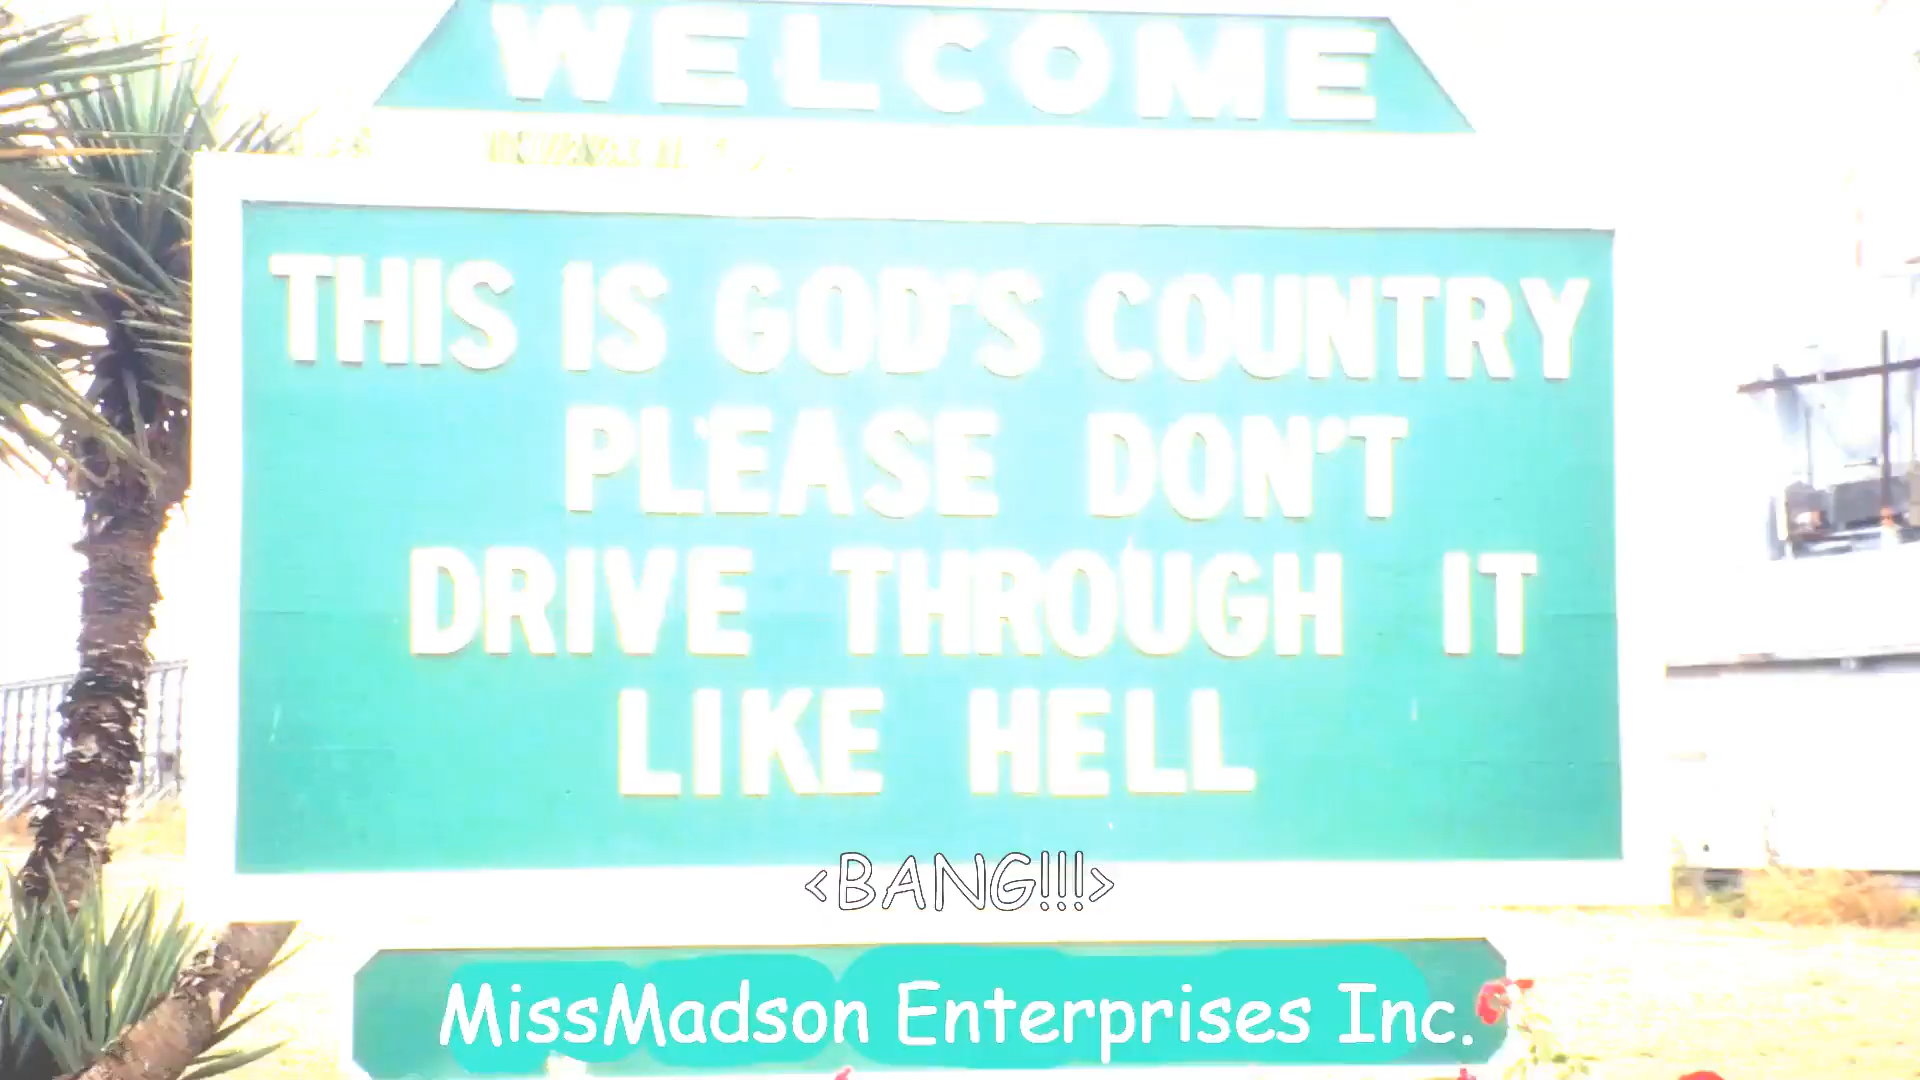 WELCOME
THIS IS GOD'S COUNTRY
PLEASE DON'T
DRIVE THROUGH IT
LIKE HELL
<BANG!!!>
MissMadson Enterprises Inc.